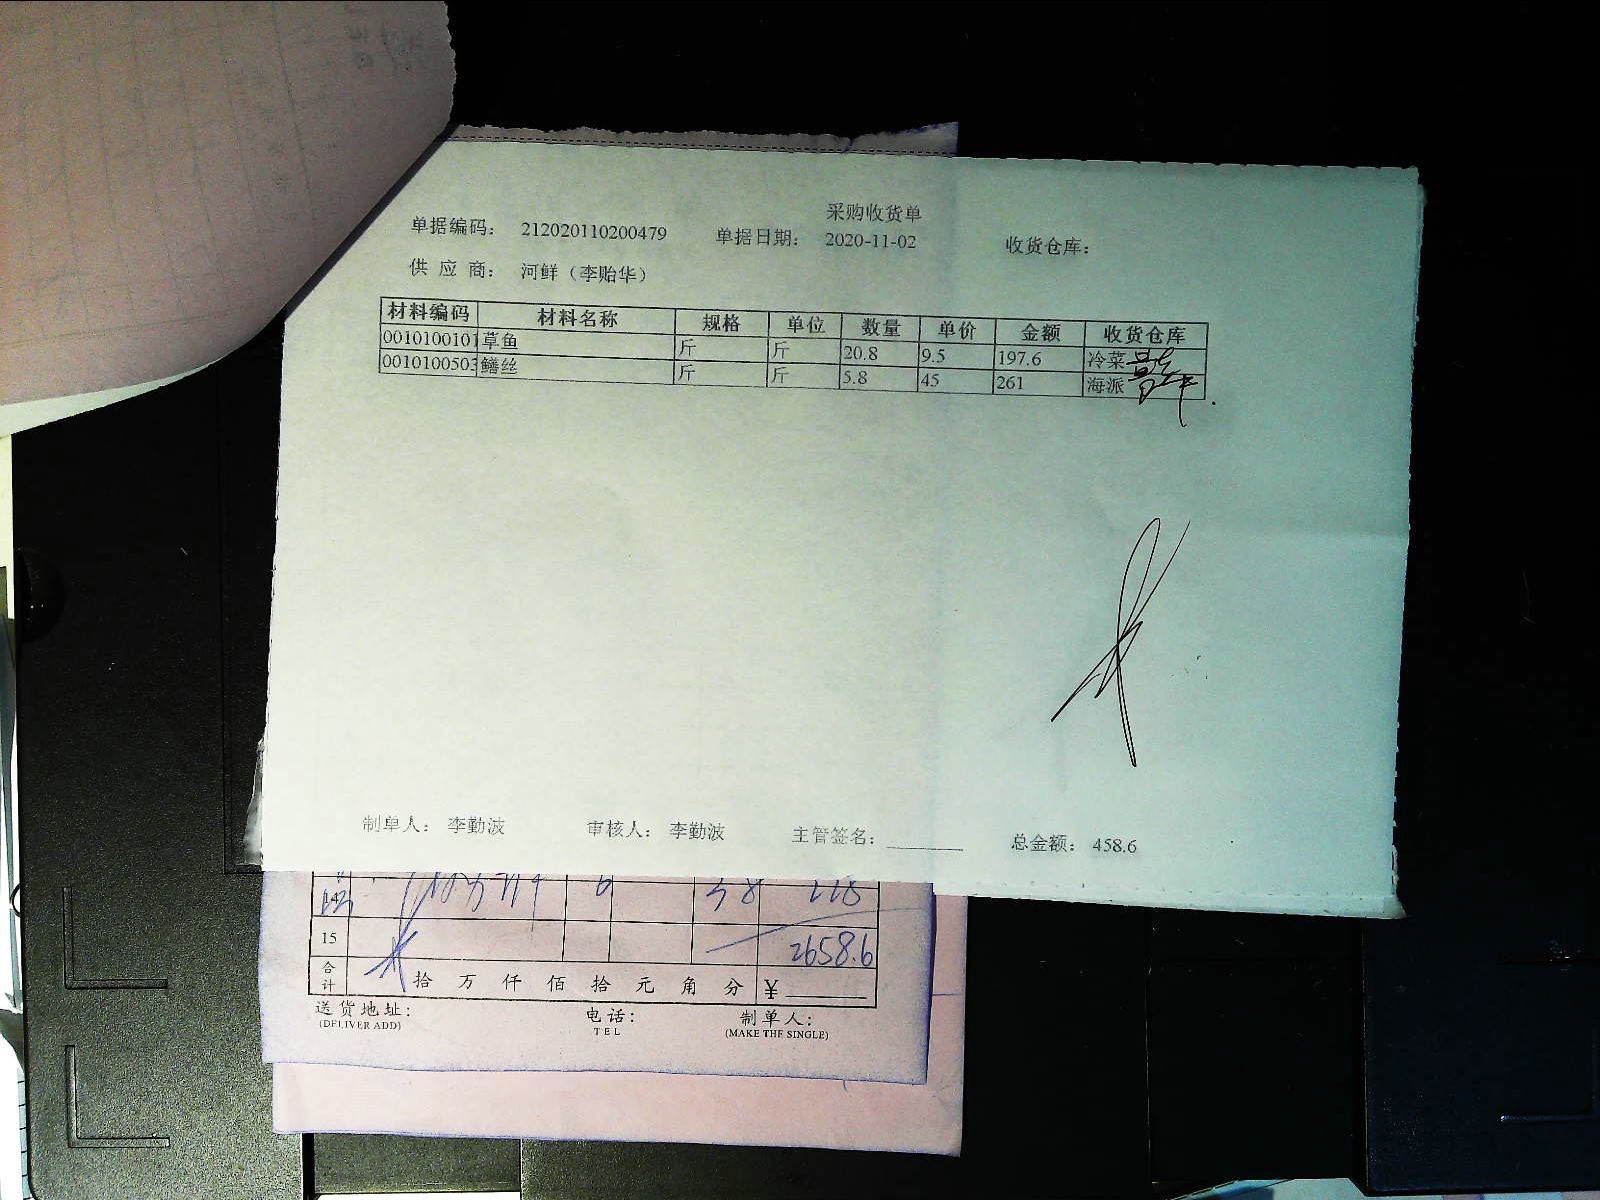 采购收货单
单据编码： 212020110200479 单据日期： 2020-11-02 收货仓库：
供 应 商： 河鲜（李贻华）
材料编码 材料名称 规格 单位 数量 单价 金额 收货仓库
0010100101 草鱼 斤 斤 20.8 9.5 197.6 冷菜
0010100503 鳝丝 斤 斤 5.8 45 261 海派
制单人： 李勤波 审核人： 李勤波 主管签名： 总金额： 458.6
6 38 228
15 2658.6
合计 拾 万 仟 佰 拾 元 角 分 ¥
送货地址： 电话： 制单人：
(DELIVER ADD) TEL (MAKE THE SINGLE)